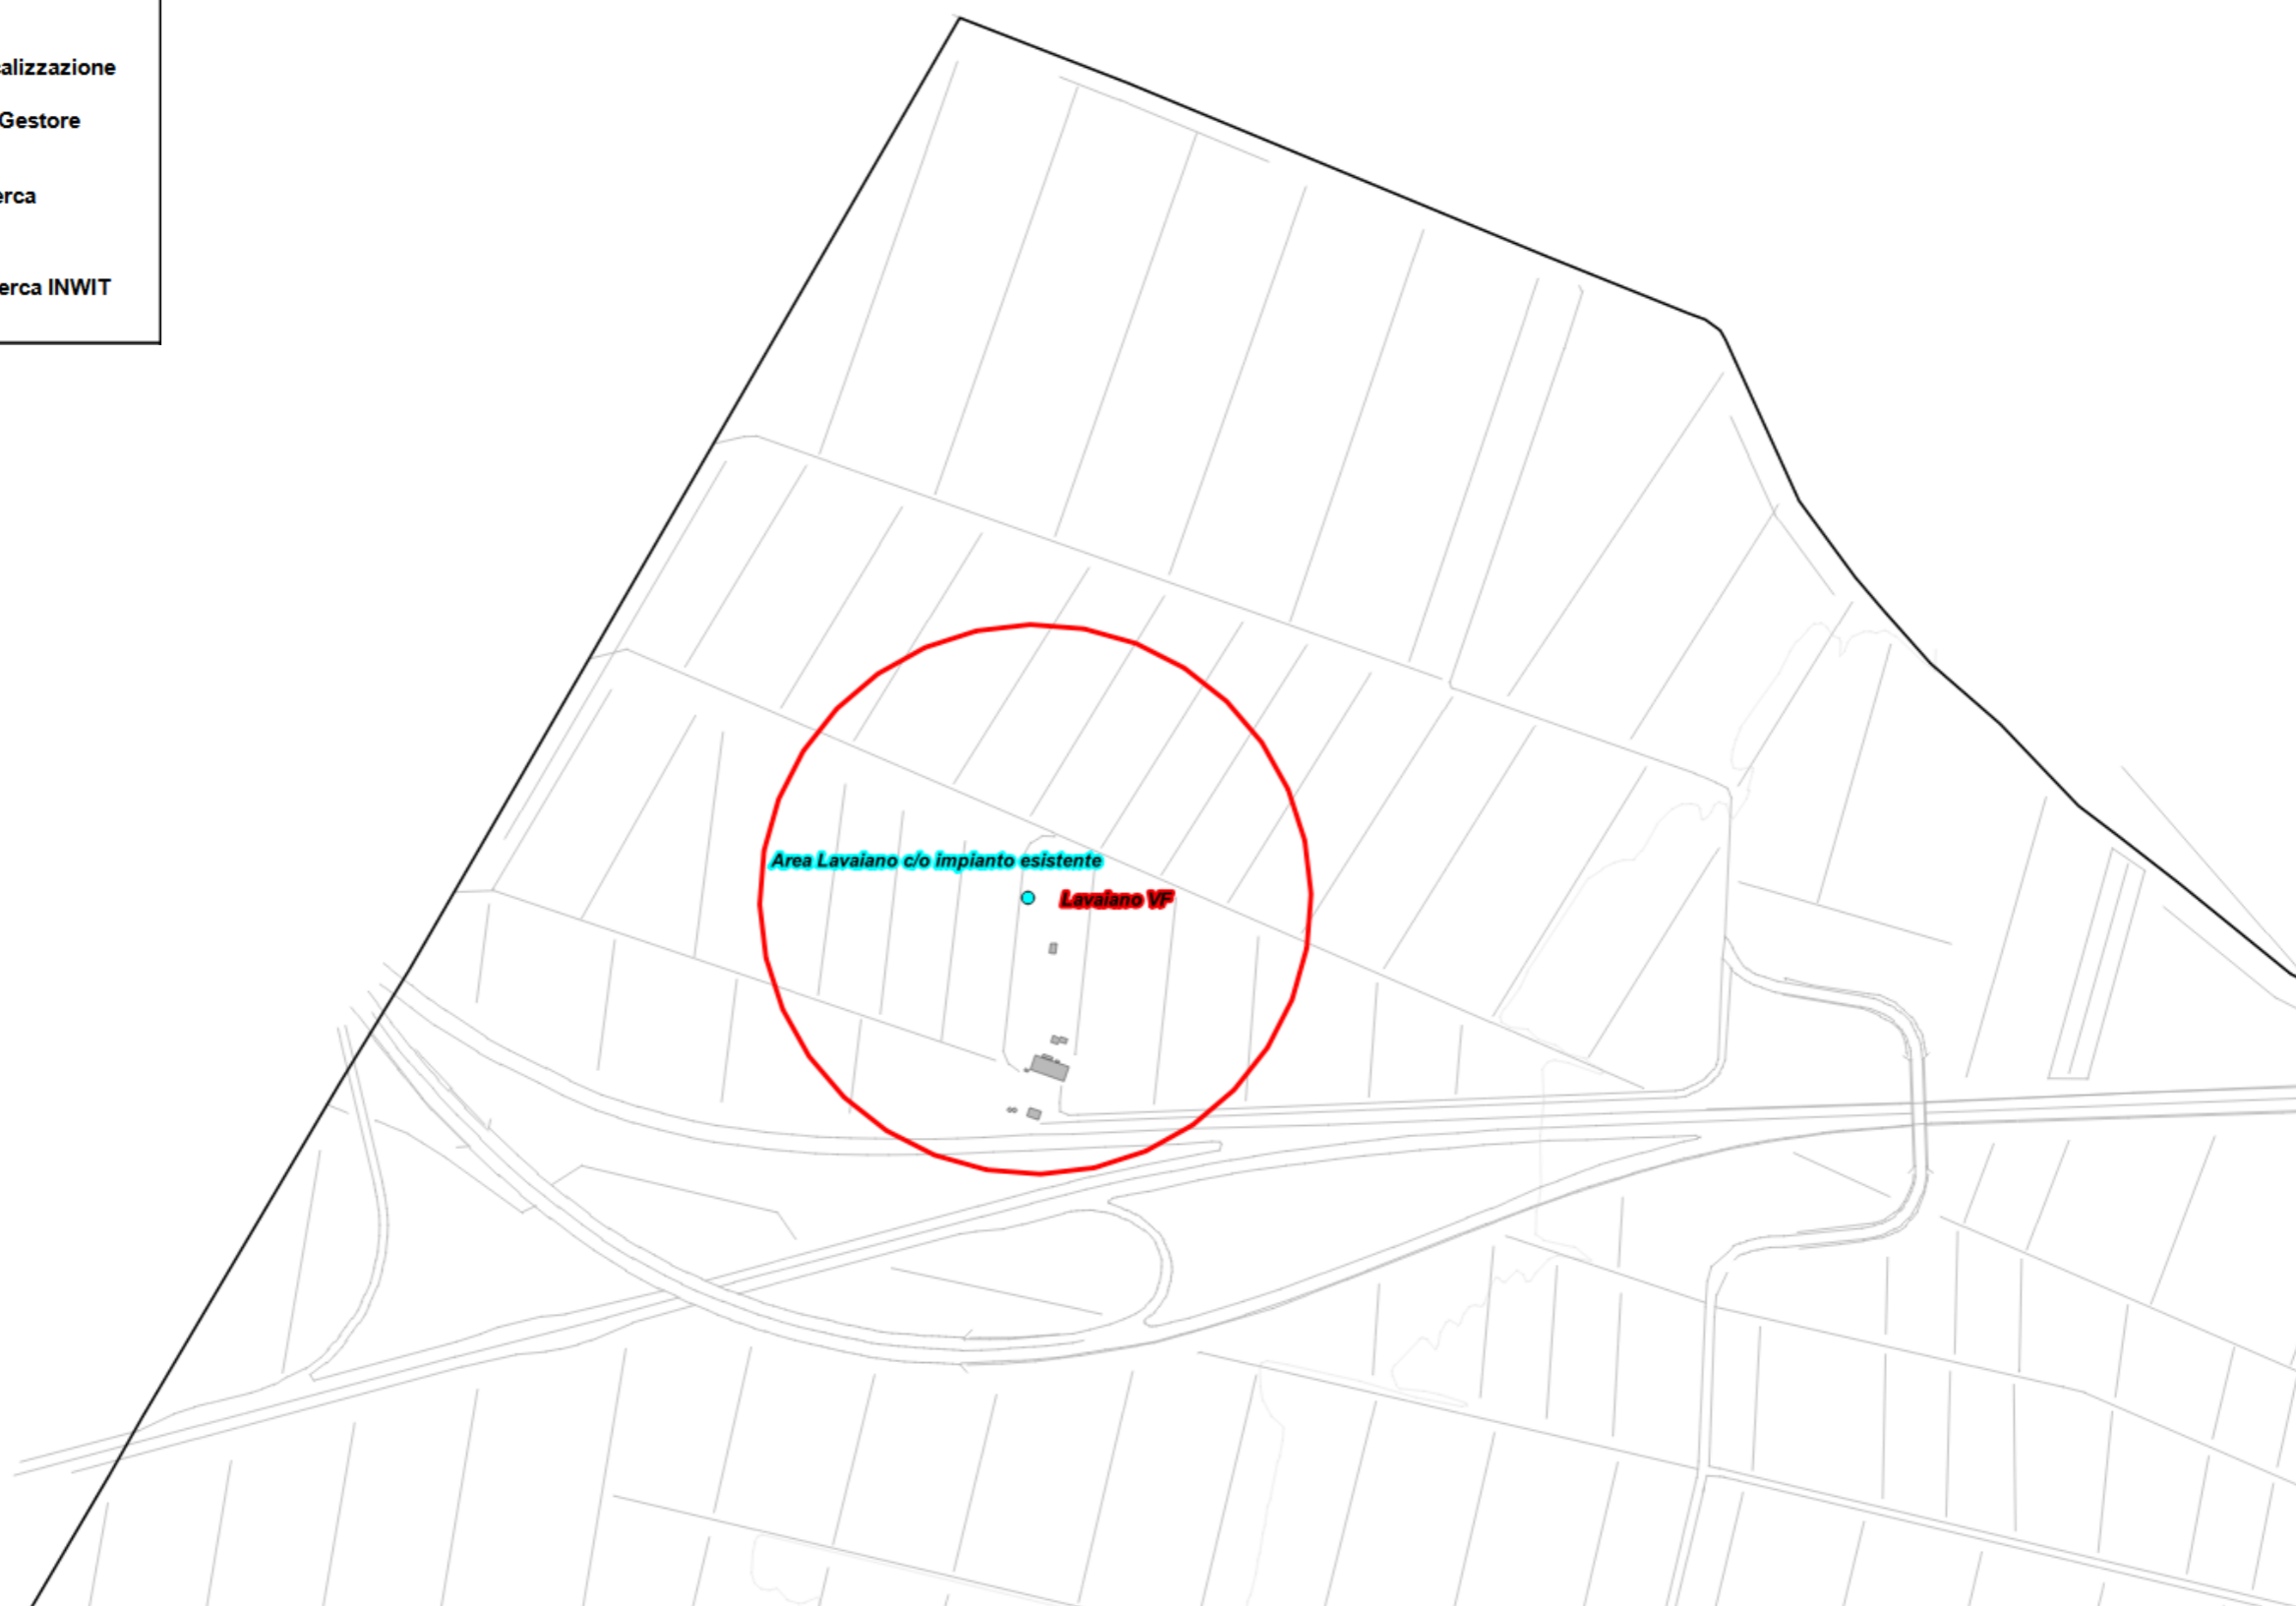 alizzazione
Gestore
erca
erca INWIT
Area Lavaiano c/o impianto esistente
Lavaiano VF